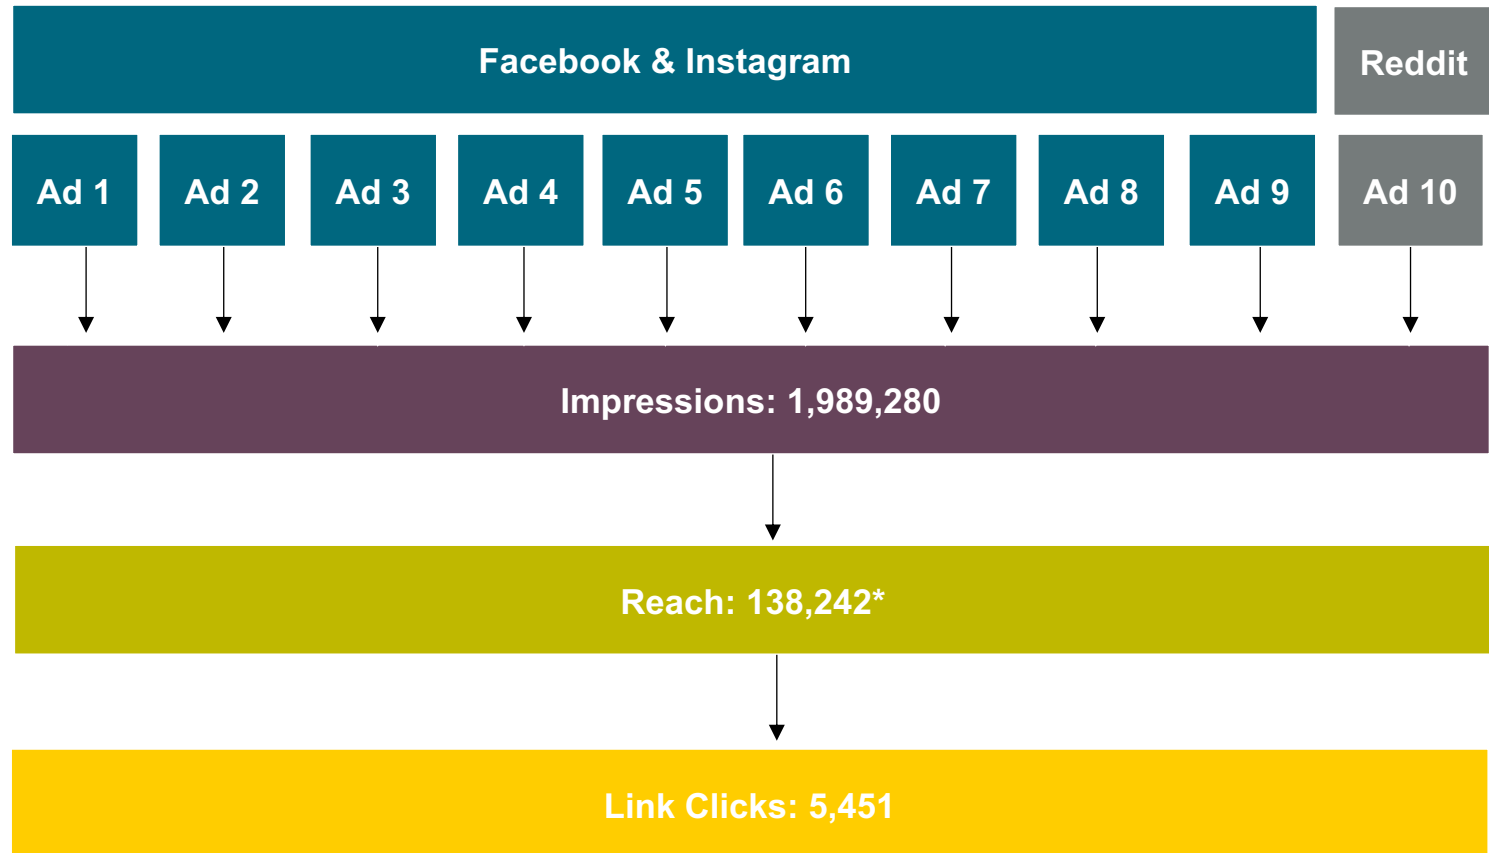 Facebook & Instagram
Reddit
Ad 1
Ad 2
Ad 3
Ad 4
Ad 5
Ad 6
Ad 7
Ad 8
Ad 9
Ad 10
Impressions: 1,989,280
Reach: 138,242*
Link Clicks: 5,451